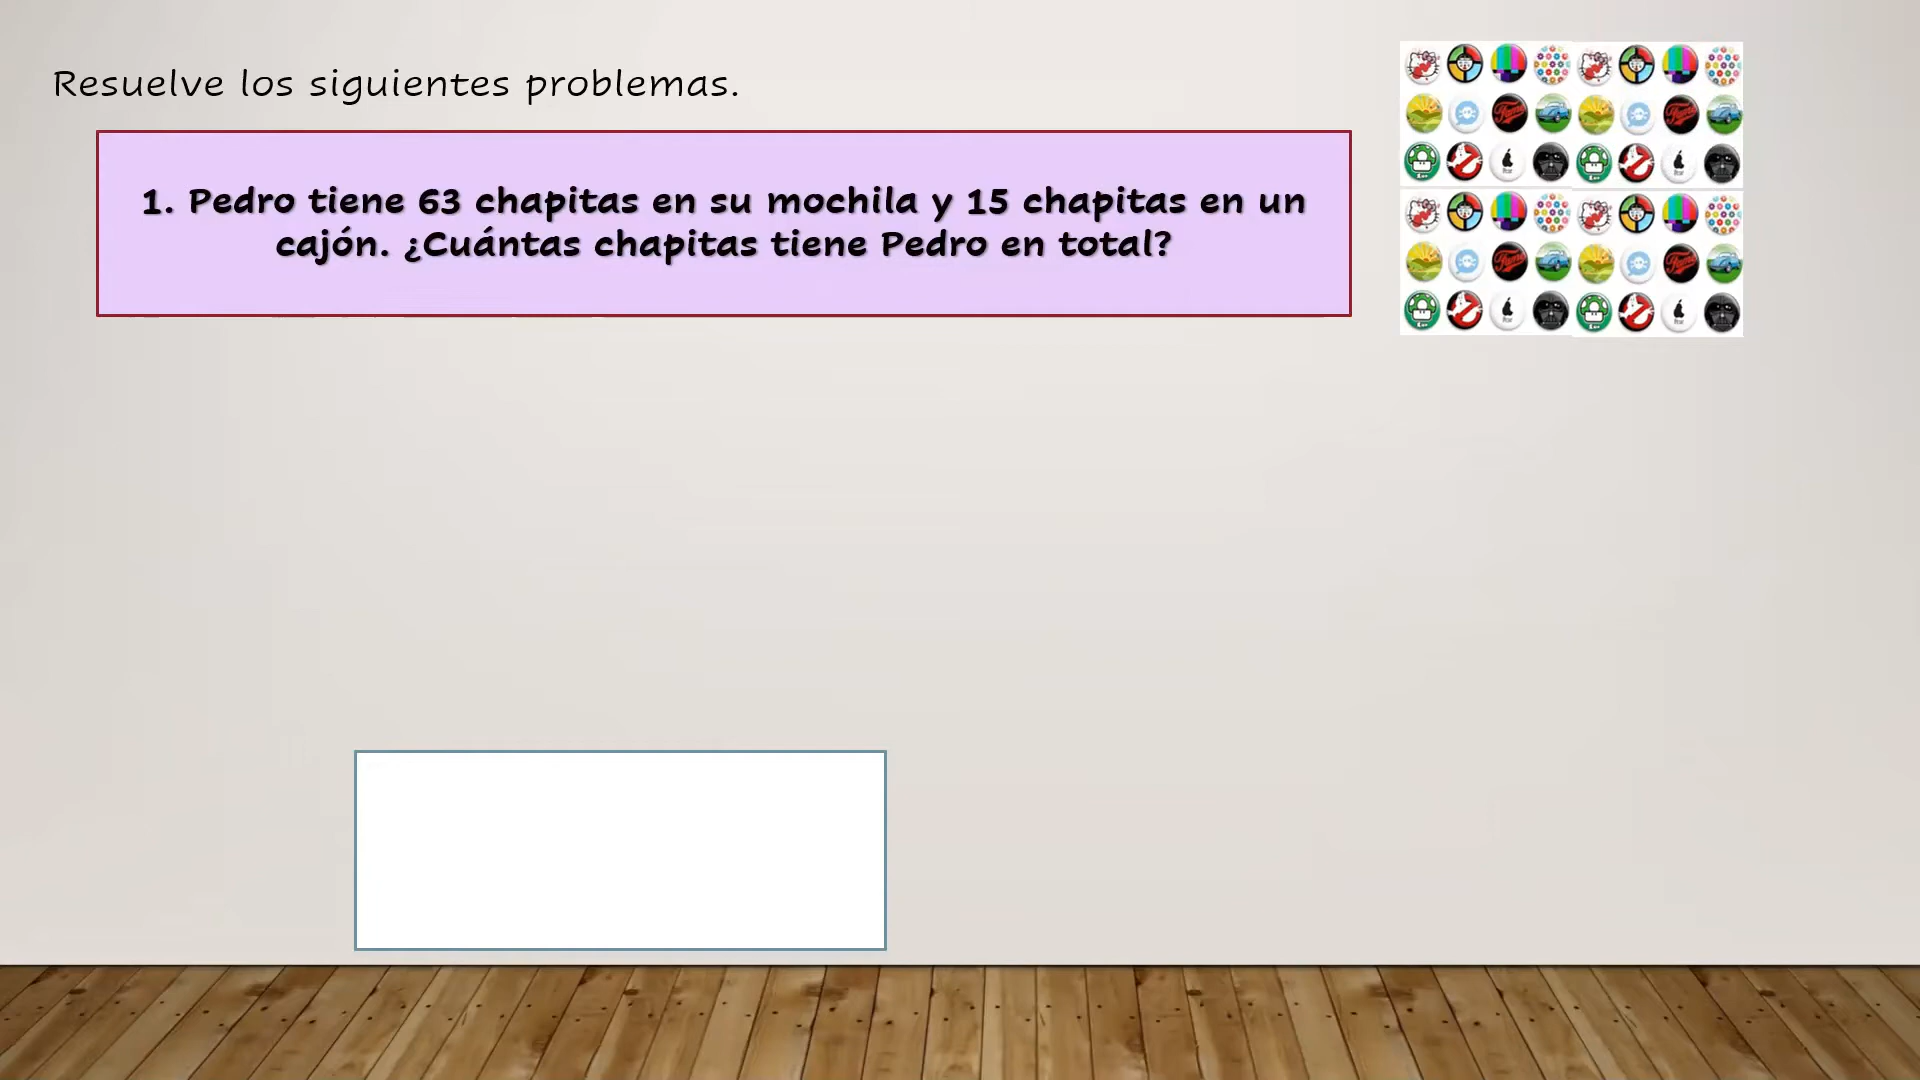 Resuelve los siguientes problemas.
1. Pedro tiene 63 chapitas en su mochila y 15 chapitas en un
cajón. ¿Cuántas chapitas tiene Pedro en total?